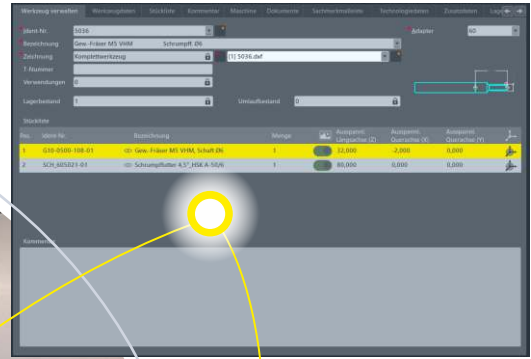 Werkzeug verwalten Werkzeugdaten Stückliste Kommentar Maschine Dokumente Sachmerkmalleiste Technologiedaten Zusatzdaten
Ident-Nr. 5036 Adapter 60
Bezeichnung Gew.-Fräser M5 VHM Schrumpff. Ø6
Zeichnung Komplettwerkzeug [1] 5036.dxf
T-Nummer
Verwendungen 0
Lagerbestand 1 Umlaufbestand 0
Stückliste
Pos. Ident-Nr. Bezeichnung Menge Ausspannl. Längsachse (Z) Ausspannl. Querachse (X) Ausspannl. Querachse (Y)
1 G10-0500-108-01 Gew.-Fräser M5 VHM, Schaft Ø6 1 32,000 -2,000 0,000
2 SCH_605021-01 Schrumpffutter 4,5°_HSK A-50/6 1 80,000 0,000 0,000
Kommentar